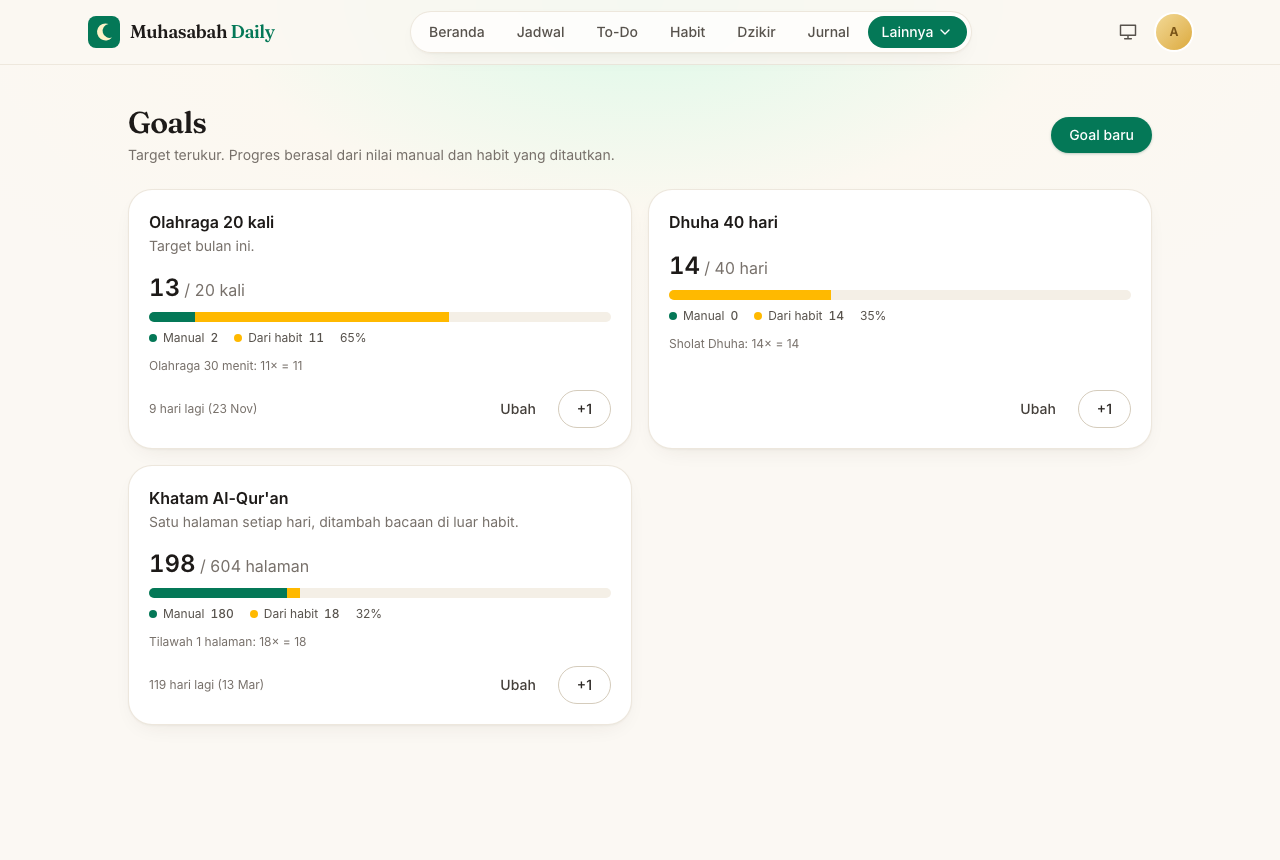 Muhasabah Daily
Beranda
Jadwal
To-Do
Habit
Dzikir
Jurnal
Lainnya
A
Goals
Target terukur. Progres berasal dari nilai manual dan habit yang ditautkan.
Goal baru
Olahraga 20 kali
Target bulan ini.
13 / 20 kali
Manual 2 Dari habit 11 65%
Olahraga 30 menit: 11× = 11
9 hari lagi (23 Nov)
Ubah
+1
Dhuha 40 hari
14 / 40 hari
Manual 0 Dari habit 14 35%
Sholat Dhuha: 14× = 14
Ubah
+1
Khatam Al-Qur'an
Satu halaman setiap hari, ditambah bacaan di luar habit.
198 / 604 halaman
Manual 180 Dari habit 18 32%
Tilawah 1 halaman: 18× = 18
119 hari lagi (13 Mar)
Ubah
+1